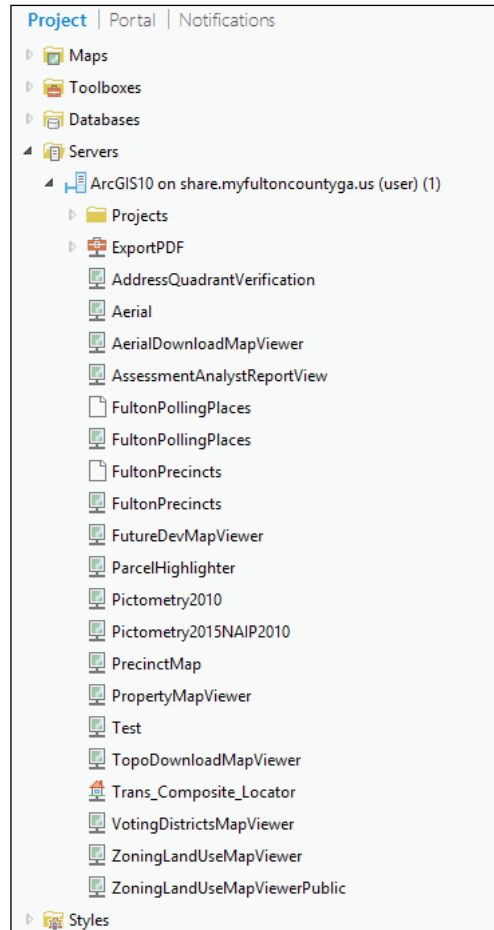 Project | Portal | Notifications
Maps
Toolboxes
Databases
Servers
ArcGIS10 on share.myfultoncountyga.us (user) (1)
Projects
ExportPDF
AddressQuadrantVerification
Aerial
AerialDownloadMapViewer
AssessmentAnalystReportView
FultonPollingPlaces
FultonPollingPlaces
FultonPrecincts
FultonPrecincts
FutureDevMapViewer
ParcelHighlighter
Pictometry2010
Pictometry2015NAIP2010
PrecinctMap
PropertyMapViewer
Test
TopoDownloadMapViewer
Trans_Composite_Locator
VotingDistrictsMapViewer
ZoningLandUseMapViewer
ZoningLandUseMapViewerPublic
Styles